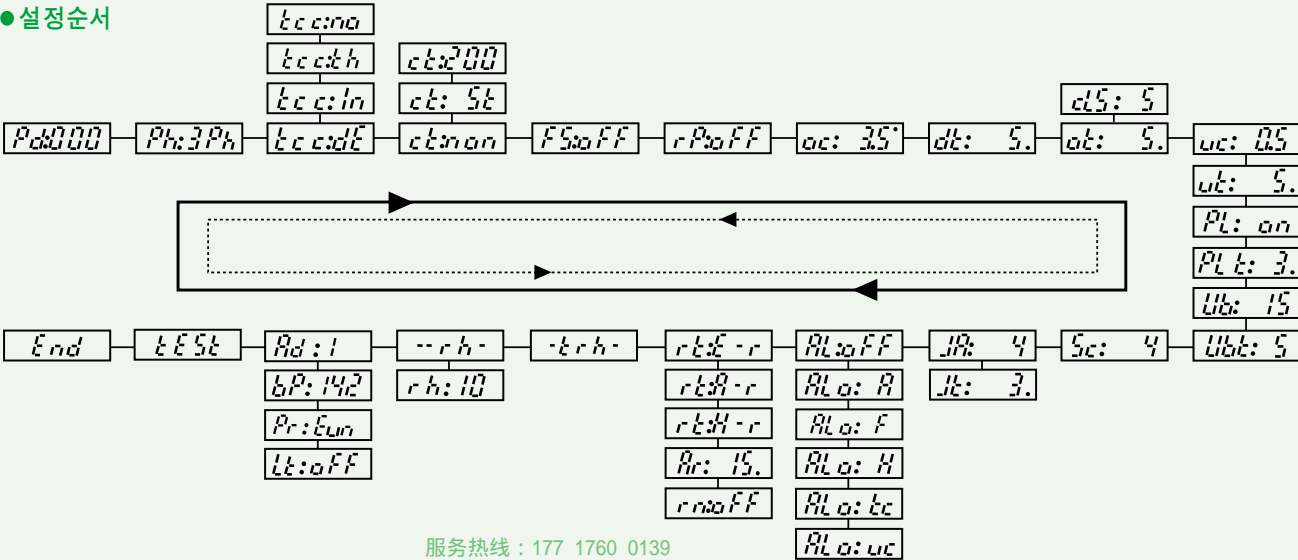 ●설정순서
tcc:no
tcc:th
tcc:In
tcc:dE
ct:200
ct: St
ct:non
Pd:000
Ph:3Ph
FS:oFF
rP:oFF
oc: 3.5
dt: 5.
cLS: 5
ot: 5.
uc: 0.5
ut: 5.
PL: on
PLt: 3.
Ub: 15
Ubt: 5
Sc: 4
JA: 4
Jt: 3.
AL:oFF
ALo: A
ALo: F
ALo: H
ALo: tc
ALo: uc
rt:E-r
rt:A-r
rt:H-r
Ar: 15.
rn:oFF
-trh-
--rh-
rh:10
Ad:1
bP:142
Pr:Eun
Lt:oFF
tESt
End
服务热线：177 1760 0139